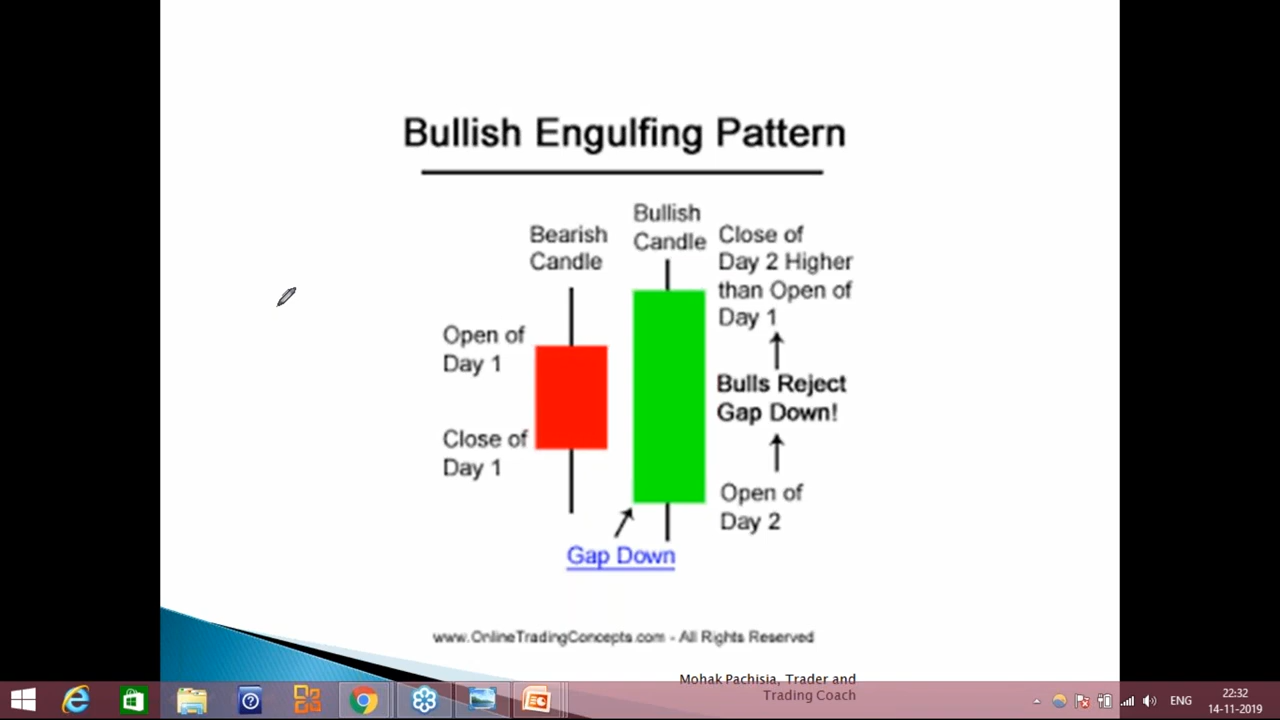 Bullish Engulfing Pattern
Bearish
Candle
Bullish
Candle
Close of
Day 2 Higher
than Open of
Day 1
Open of
Day 1
Bulls Reject
Gap Down!
Close of
Day 1
Open of
Day 2
Gap Down
www.OnlineTradingConcepts.com - All Rights Reserved
Mohak Pachisia, Trader and
Trading Coach
ENG
22:32
14-11-2019